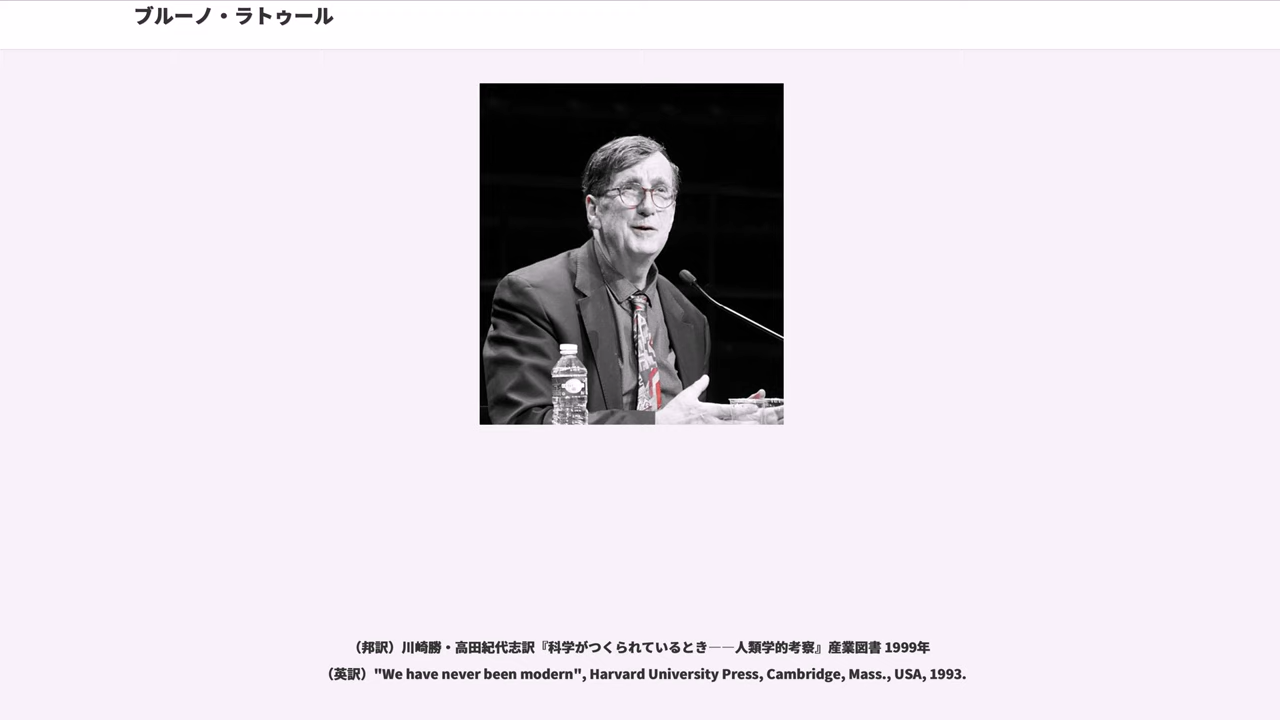 ブルーノ・ラトゥール
（邦訳）川崎勝・高田紀代志訳『科学がつくられているとき――人類学的考察』産業図書 1999年
（英訳）"We have never been modern", Harvard University Press, Cambridge, Mass., USA, 1993.